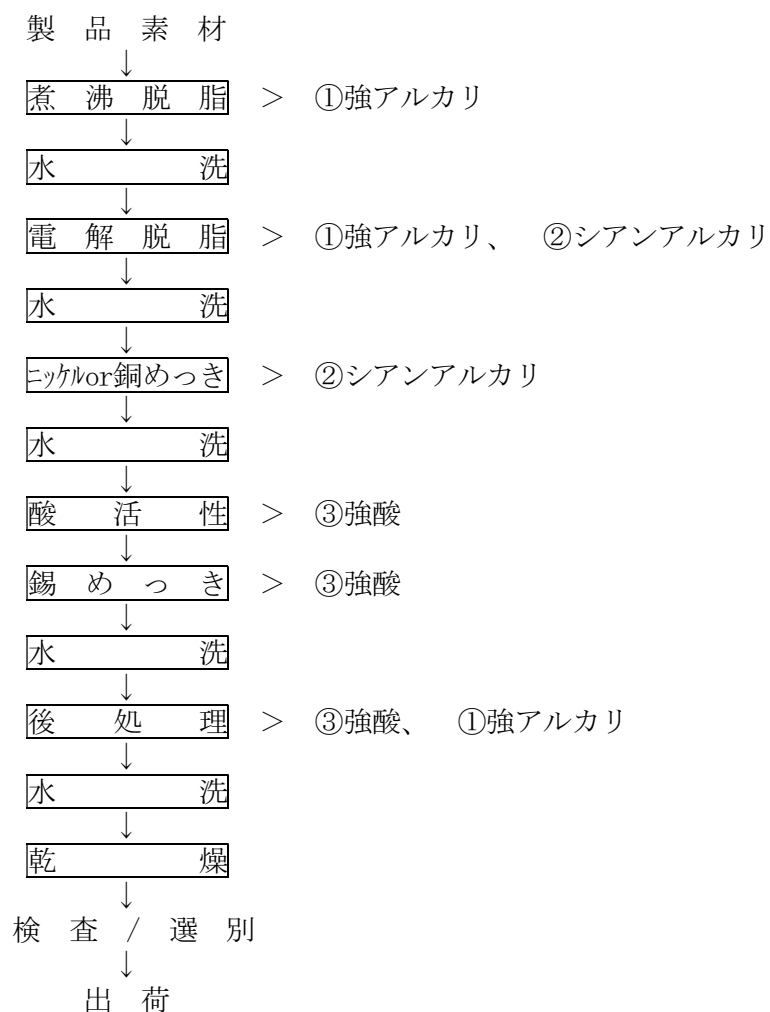 製品素材
↓
煮沸脱脂 > ①強アルカリ
↓
水洗
↓
電解脱脂 > ①強アルカリ、 ②シアンアルカリ
↓
水洗
↓
ﾆｯｹﾙor銅めっき > ②シアンアルカリ
↓
水洗
↓
酸活性 > ③強酸
↓
錫めっき > ③強酸
↓
水洗
↓
後処理 > ③強酸、 ①強アルカリ
↓
水洗
↓
乾燥
↓
検査/選別
↓
出荷